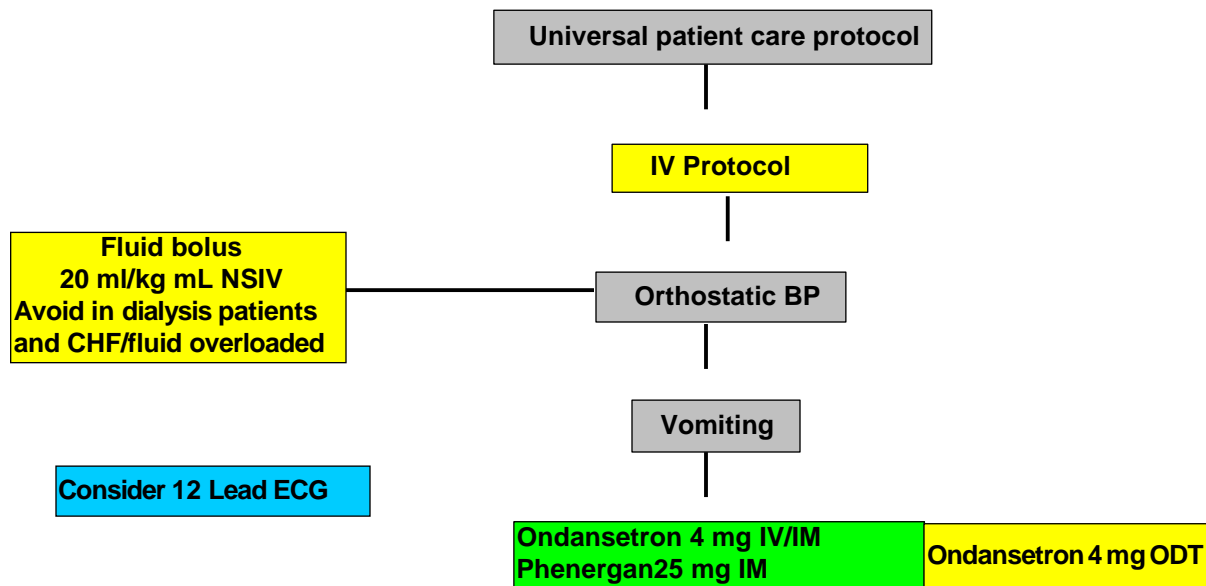 Universal patient care protocol
IV Protocol
Fluid bolus
20 ml/kg mL NSIV
Avoid in dialysis patients
and CHF/fluid overloaded
Orthostatic BP
Vomiting
Consider 12 Lead ECG
Ondansetron 4 mg IV/IM
Phenergan25 mg IM
Ondansetron 4 mg ODT